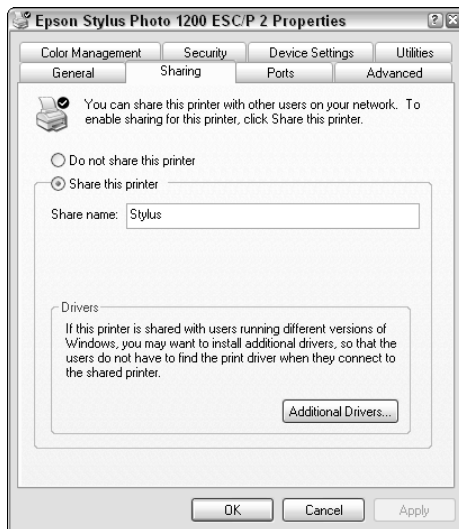 Epson Stylus Photo 1200 ESC/P 2 Properties
Color Management Security Device Settings Utilities
General Sharing Ports Advanced
You can share this printer with other users on your network. To
enable sharing for this printer, click Share this printer.
Do not share this printer
Share this printer
Share name: Stylus
Drivers
If this printer is shared with users running different versions of
Windows, you may want to install additional drivers, so that the
users do not have to find the print driver when they connect to
the shared printer.
Additional Drivers...
OK Cancel Apply